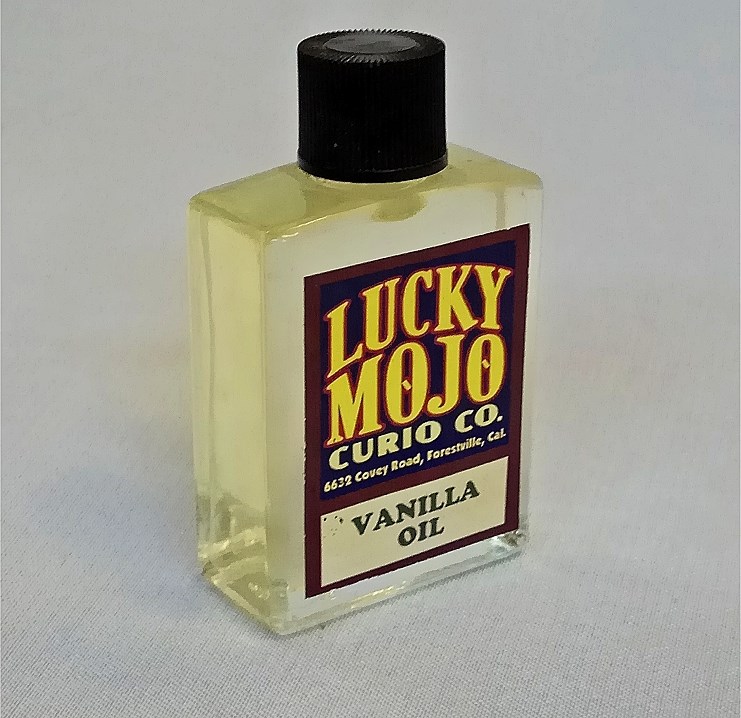 LUCKY
MOJO
CURIO CO.
6632 Covey Road, Forestville, Cal.
VANILLA
OIL